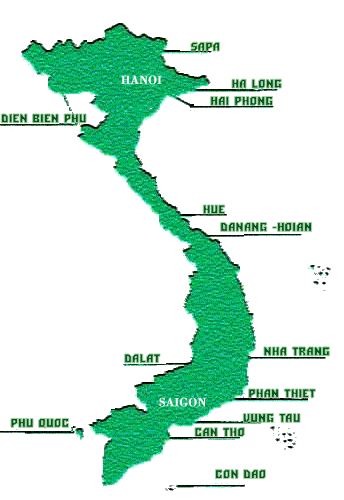 SAPA
HANOI
HA LONG
HAI PHONG
DIEN BIEN PHU
HUE
DANANG -HOIAN
NHA TRANG
DALAT
PHAN THIET
SAIGON
VUNG TAU
PHU QUOC
CAN THO
CON DAO